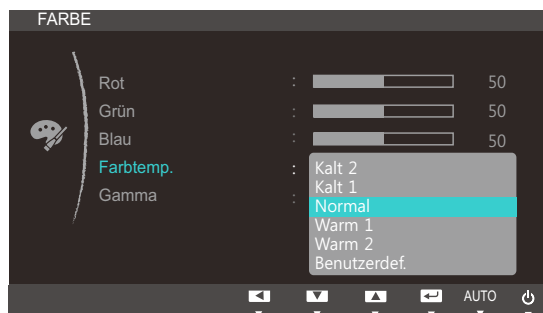 FARBE
Rot : 50
Grün : 50
Blau : 50
Farbtemp. : Kalt 2
Kalt 1
Gamma : Normal
Warm 1
Warm 2
Benutzerdef.
AUTO